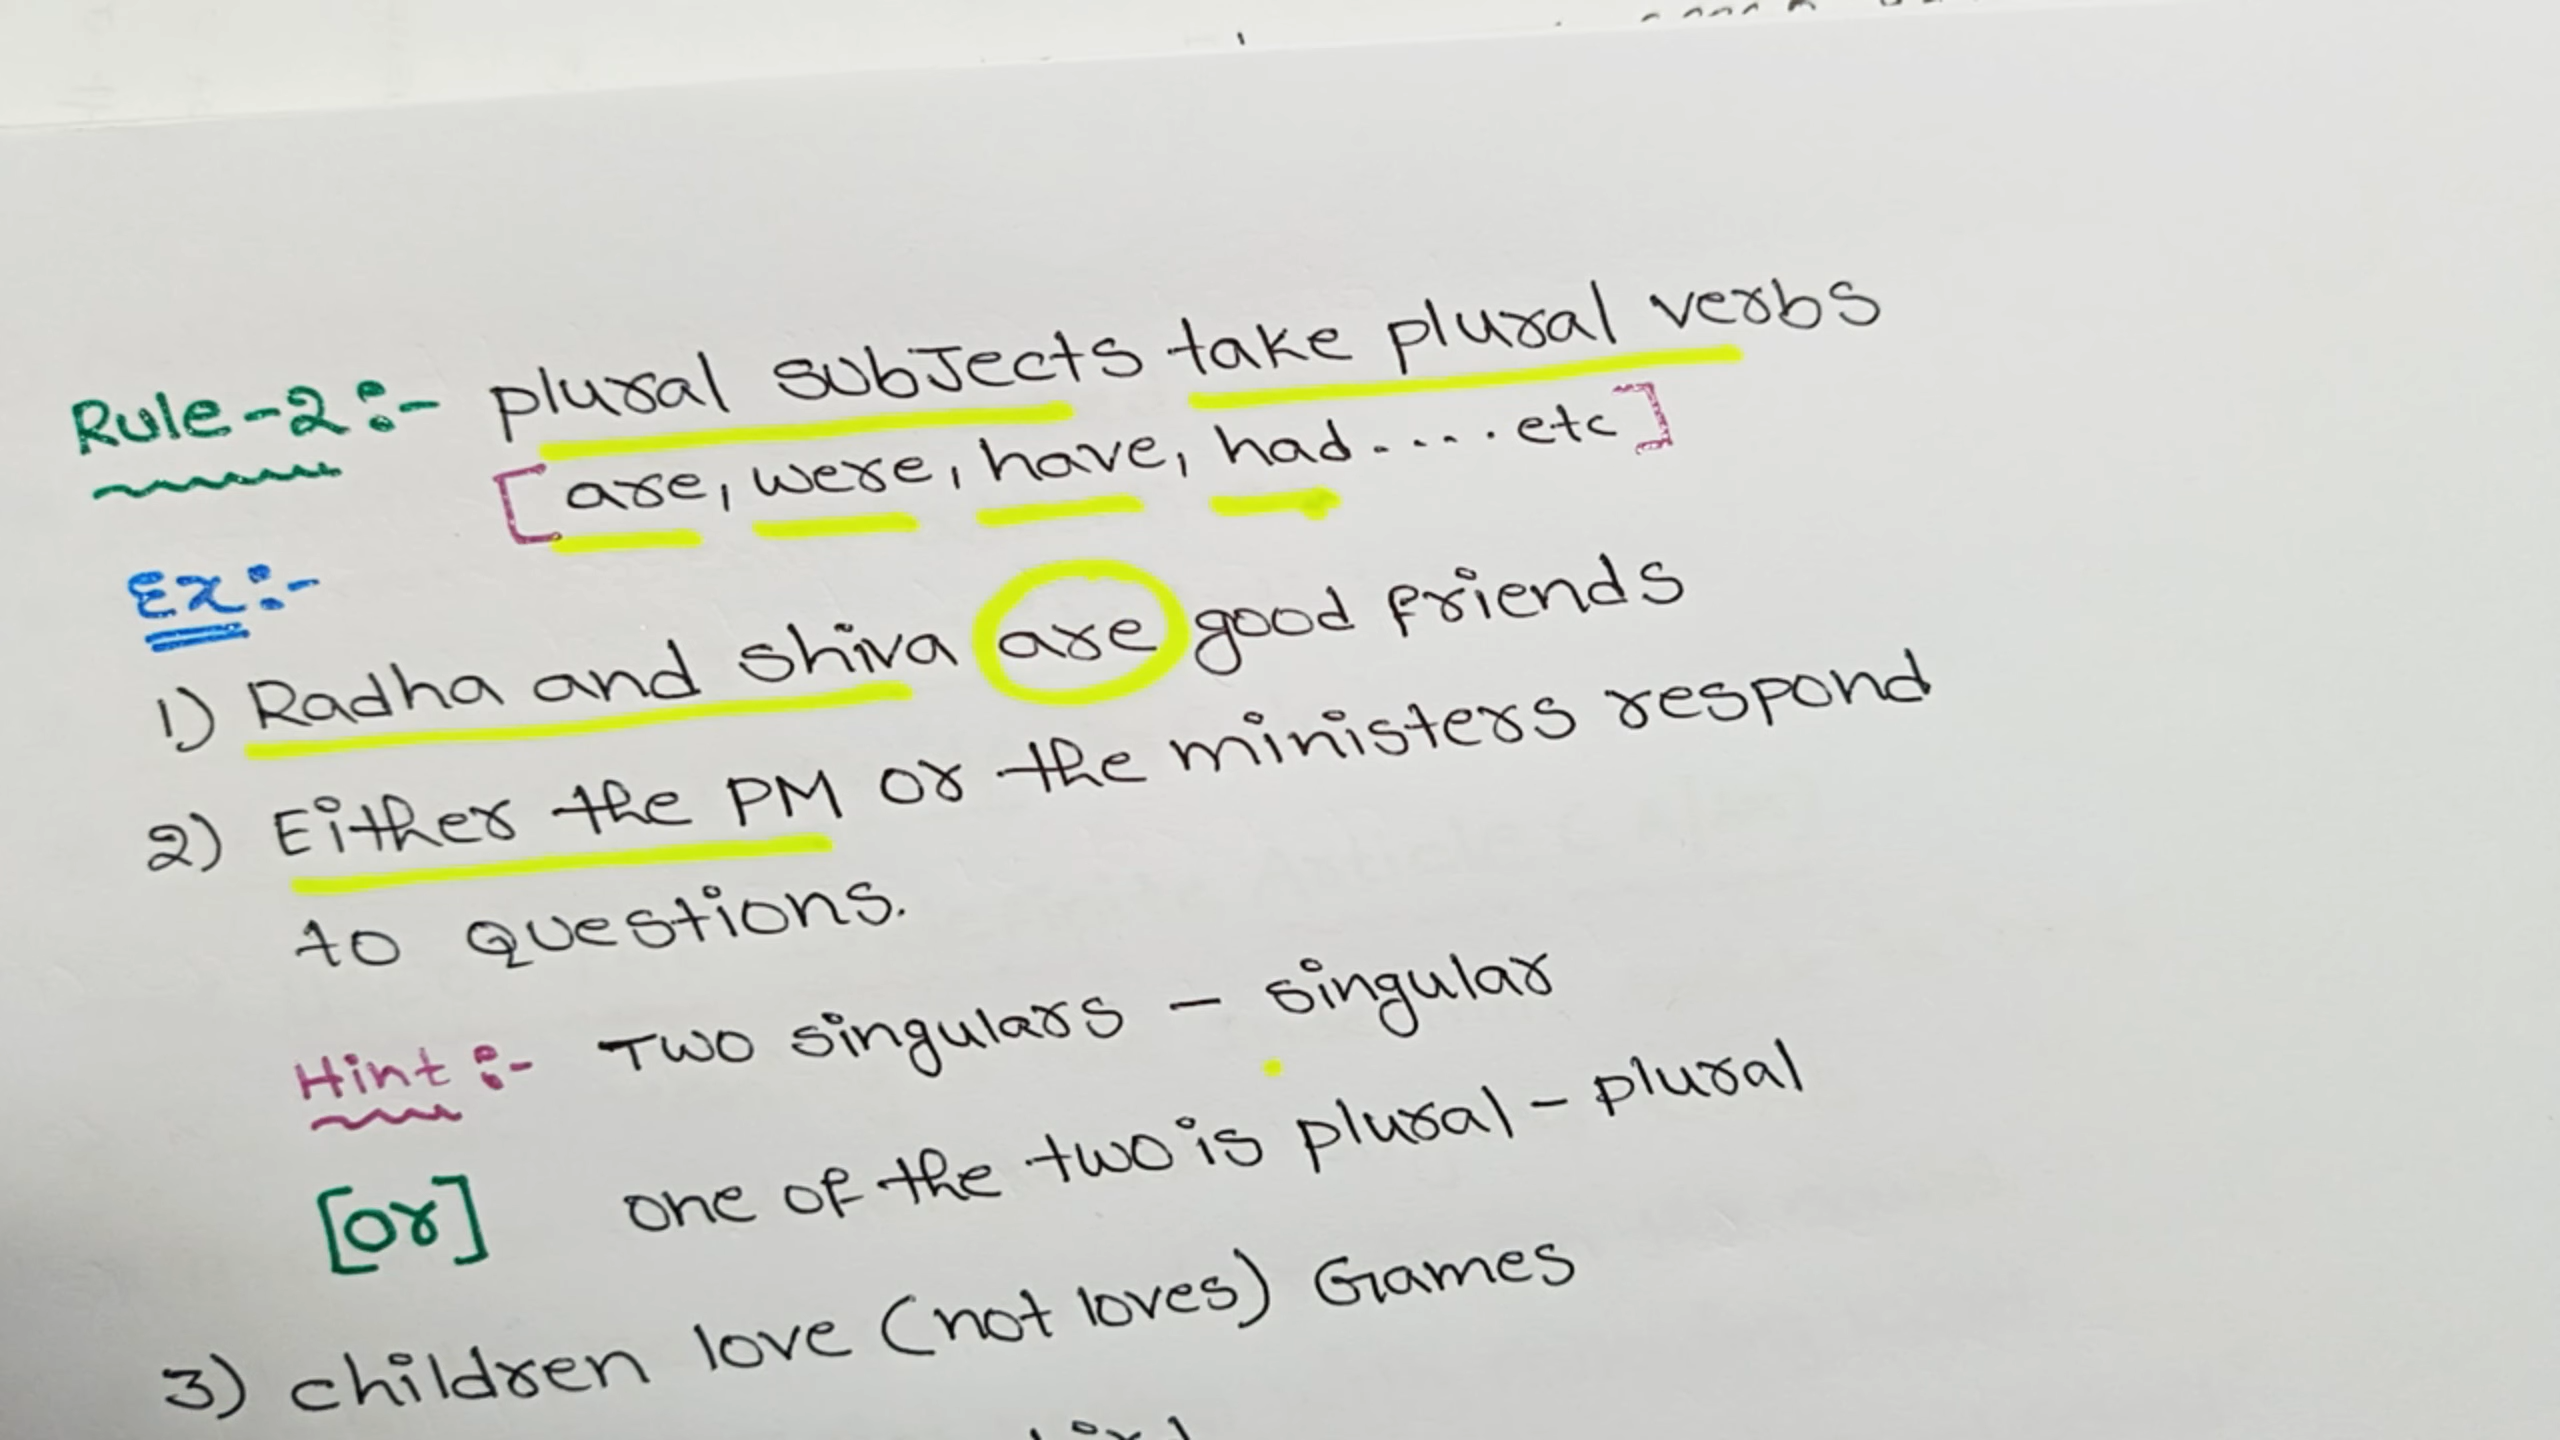 Rule-2:- plural subJects take plural verbs
[are, were, have, had.....etc]
Ex:-
1) Radha and shiva are good friends
2) Either the PM or the ministers respond
to Questions.
Hint:- Two singulars - singular
[or] one of the two is plural - plural
3) children love (not loves) Games